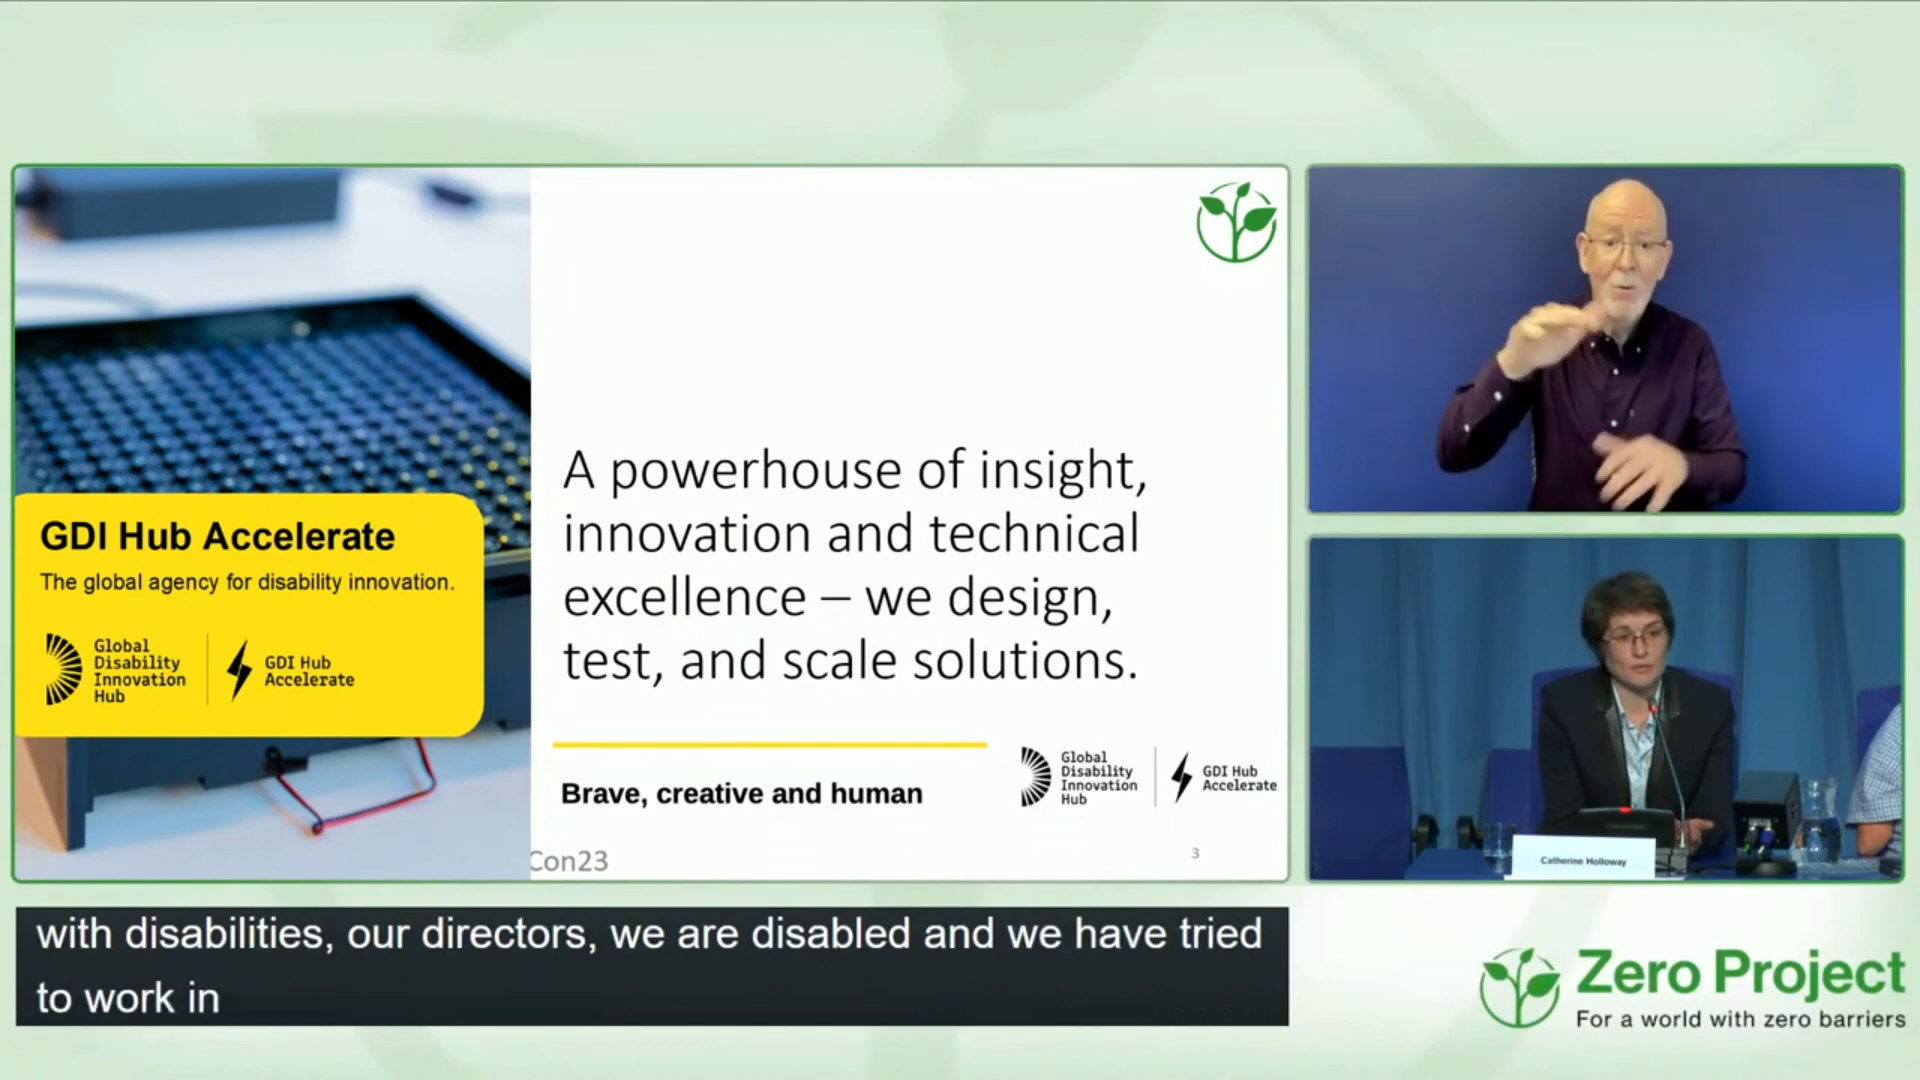 GDI Hub Accelerate
The global agency for disability innovation.
Global
Disability
Innovation
Hub
GDI Hub
Accelerate
A powerhouse of insight,
innovation and technical
excellence – we design,
test, and scale solutions.
Brave, creative and human
Global
Disability
Innovation
Hub
GDI Hub
Accelerate
Con23
3
Catherine Holloway
with disabilities, our directors, we are disabled and we have tried
to work in
Zero Project
For a world with zero barriers